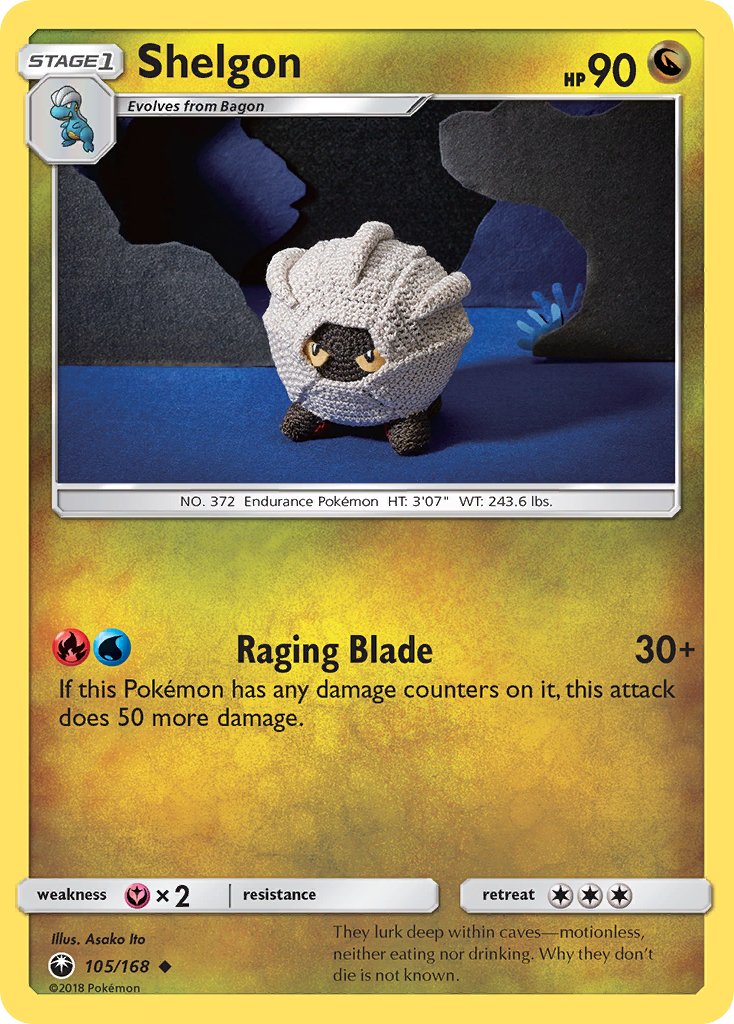 STAGE1
Shelgon
HP 90
Evolves from Bagon
NO. 372 Endurance Pokémon HT: 3'07" WT: 243.6 lbs.
Raging Blade 30+
If this Pokémon has any damage counters on it, this attack
does 50 more damage.
weakness × 2 resistance retreat
Illus. Asako Ito
105/168
©2018 Pokémon
They lurk deep within caves—motionless,
neither eating nor drinking. Why they don't
die is not known.